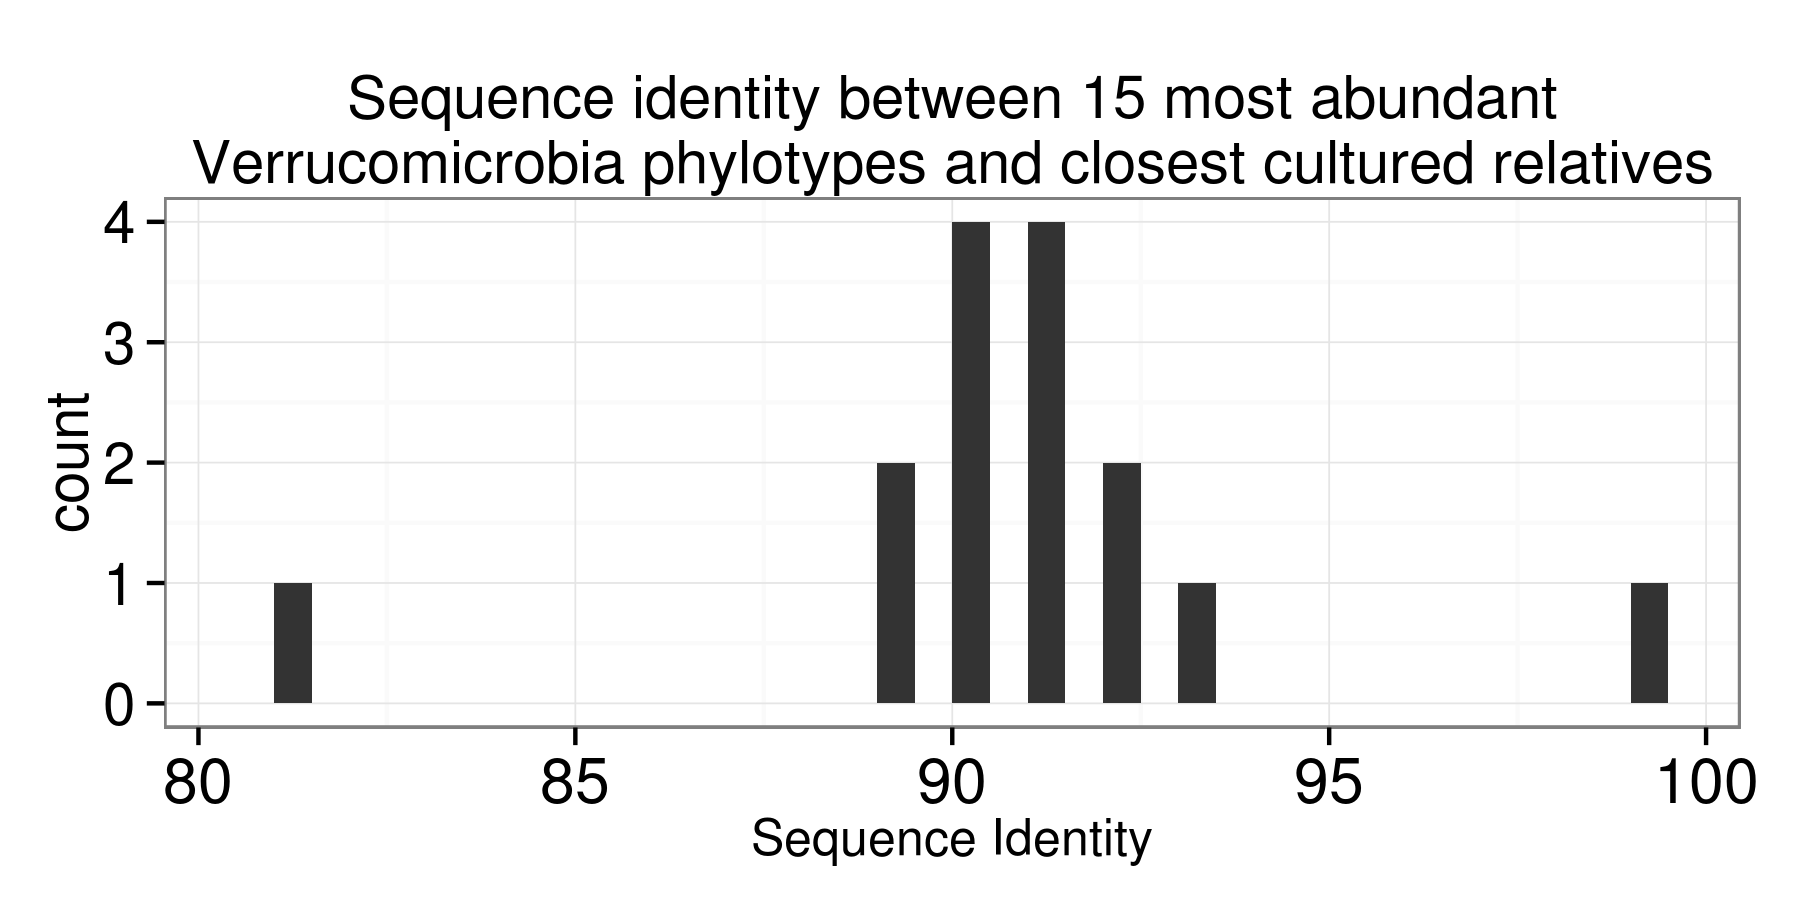 Sequence identity between 15 most abundant
Verrucomicrobia phylotypes and closest cultured relatives
4
3
2
1
0
count
80 85 90 95 100
Sequence Identity